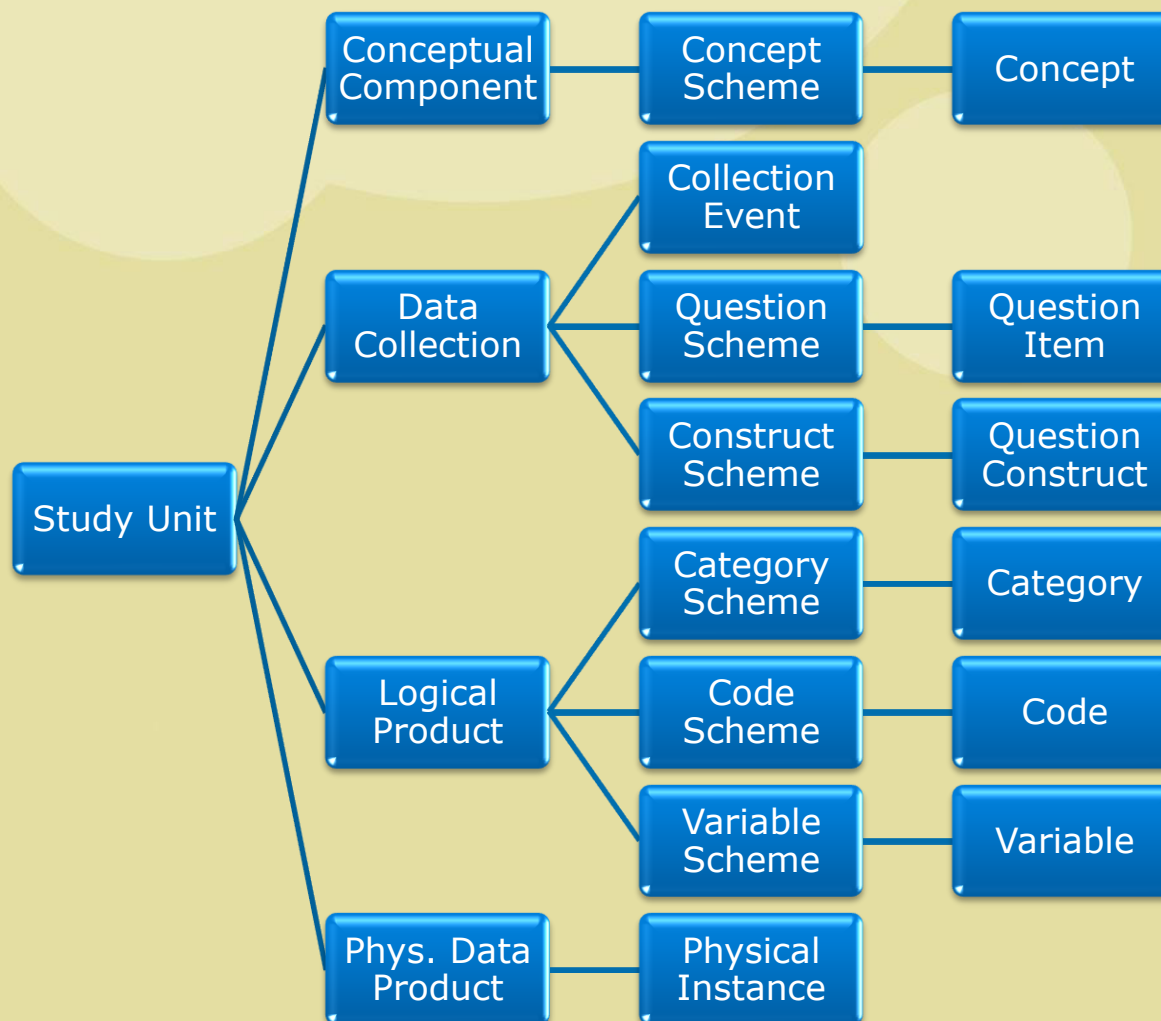 Conceptual
Component
Concept
Scheme
Concept
Collection
Event
Data
Collection
Question
Scheme
Question
Item
Construct
Scheme
Question
Construct
Study Unit
Category
Scheme
Category
Logical
Product
Code
Scheme
Code
Variable
Scheme
Variable
Phys. Data
Product
Physical
Instance